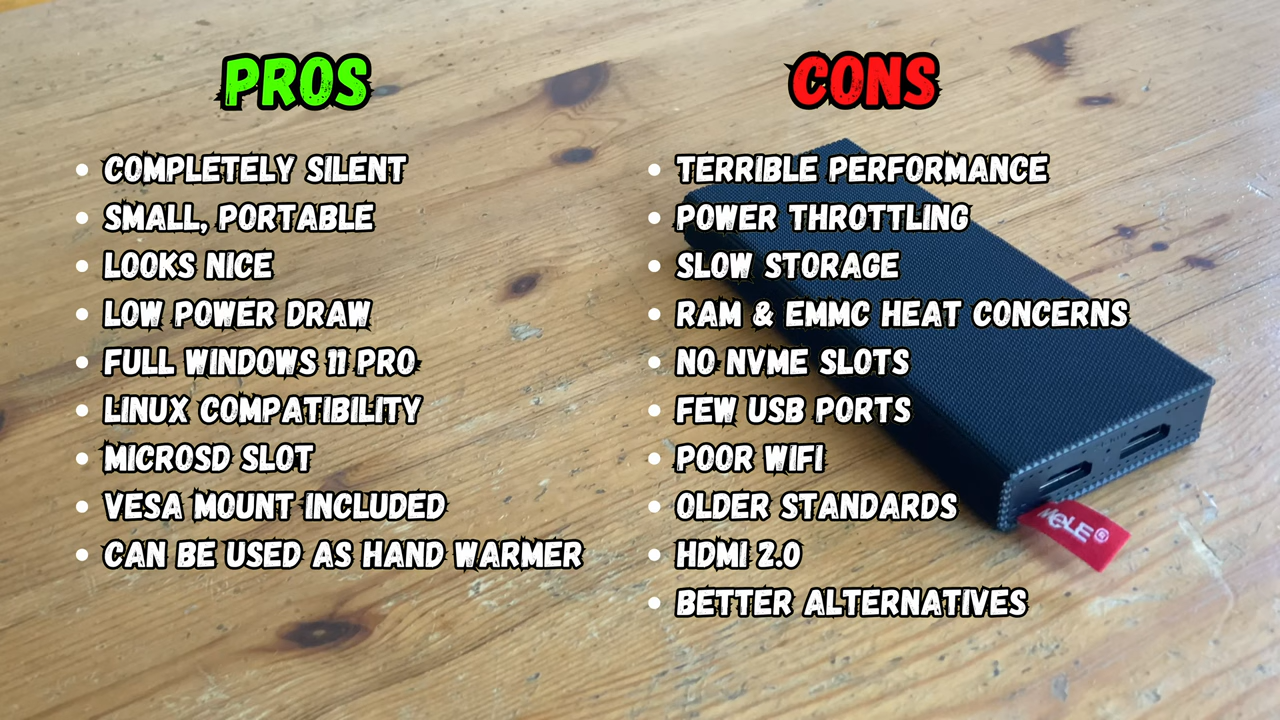 PROS
COMPLETELY SILENT
SMALL, PORTABLE
LOOKS NICE
LOW POWER DRAW
FULL WINDOWS 11 PRO
LINUX COMPATIBILITY
MICROSD SLOT
VESA MOUNT INCLUDED
CAN BE USED AS HAND WARMER
CONS
TERRIBLE PERFORMANCE
POWER THROTTLING
SLOW STORAGE
RAM & EMMC HEAT CONCERNS
NO NVME SLOTS
FEW USB PORTS
POOR WIFI
OLDER STANDARDS
HDMI 2.0
BETTER ALTERNATIVES
MeLE®